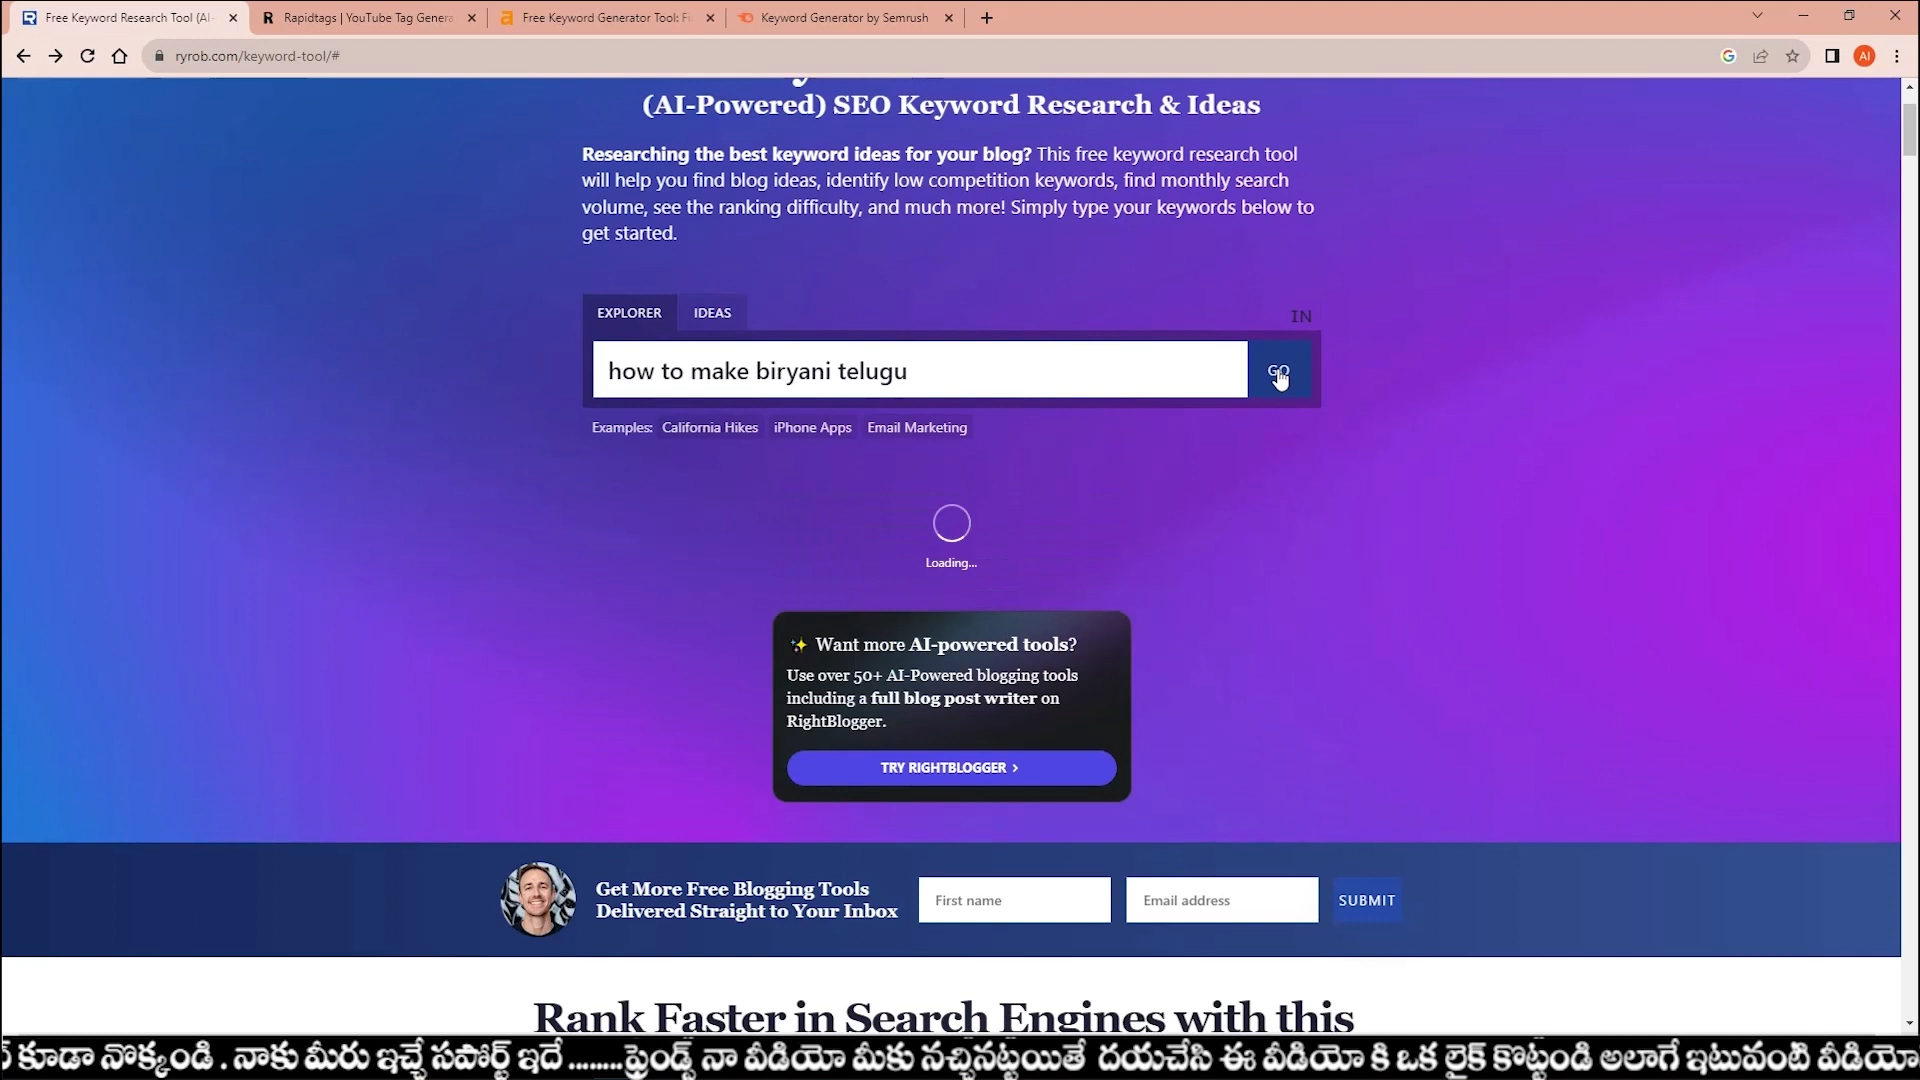 Free Keyword Research Tool (AI-
Rapidtags | YouTube Tag Genera
Free Keyword Generator Tool: Fi
Keyword Generator by Semrush
ryrob.com/keyword-tool/#
AI
(AI-Powered) SEO Keyword Research & Ideas
Researching the best keyword ideas for your blog? This free keyword research tool
will help you find blog ideas, identify low competition keywords, find monthly search
volume, see the ranking difficulty, and much more! Simply type your keywords below to
get started.
EXPLORER IDEAS IN
how to make biryani telugu GO
Examples: California Hikes iPhone Apps Email Marketing
Loading...
Want more AI-powered tools?
Use over 50+ AI-Powered blogging tools
including a full blog post writer on
RightBlogger.
TRY RIGHTBLOGGER >
Get More Free Blogging Tools
Delivered Straight to Your Inbox
First name Email address SUBMIT
Rank Faster in Search Engines with this
కూడా నొక్కండి . నాకు మీరు ఇచ్చే సపోర్ట్ ఇదే ........ఫ్రెండ్స్ నా వీడియో మీకు నచ్చినట్టయితే దయచేసి ఈ వీడియో కి ఒక లైక్ కొట్టండి అలాగే ఇటువంటి వీడియో